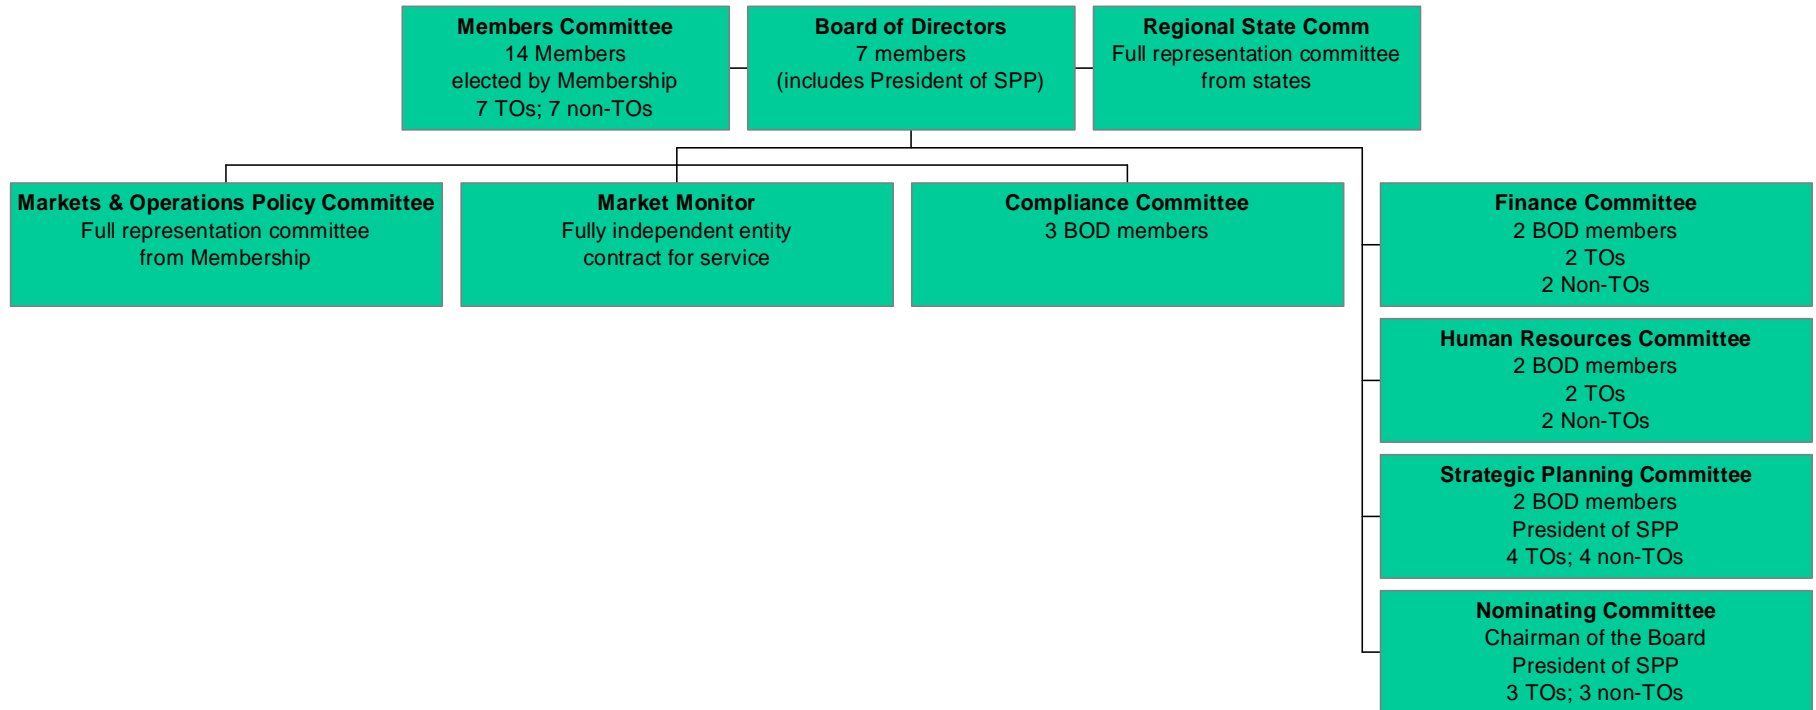 Members Committee
14 Members
elected by Membership
7 TOs; 7 non-TOs
Board of Directors
7 members
(includes President of SPP)
Regional State Comm
Full representation committee
from states
Markets & Operations Policy Committee
Full representation committee
from Membership
Market Monitor
Fully independent entity
contract for service
Compliance Committee
3 BOD members
Finance Committee
2 BOD members
2 TOs
2 Non-TOs
Human Resources Committee
2 BOD members
2 TOs
2 Non-TOs
Strategic Planning Committee
2 BOD members
President of SPP
4 TOs; 4 non-TOs
Nominating Committee
Chairman of the Board
President of SPP
3 TOs; 3 non-TOs